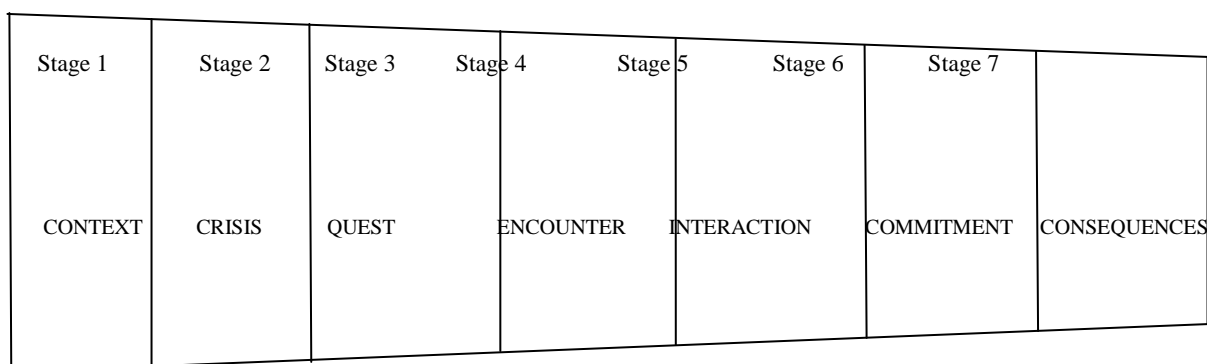 Stage 1 Stage 2 Stage 3 Stage 4 Stage 5 Stage 6 Stage 7
CONTEXT CRISIS QUEST ENCOUNTER INTERACTION COMMITMENT CONSEQUENCES